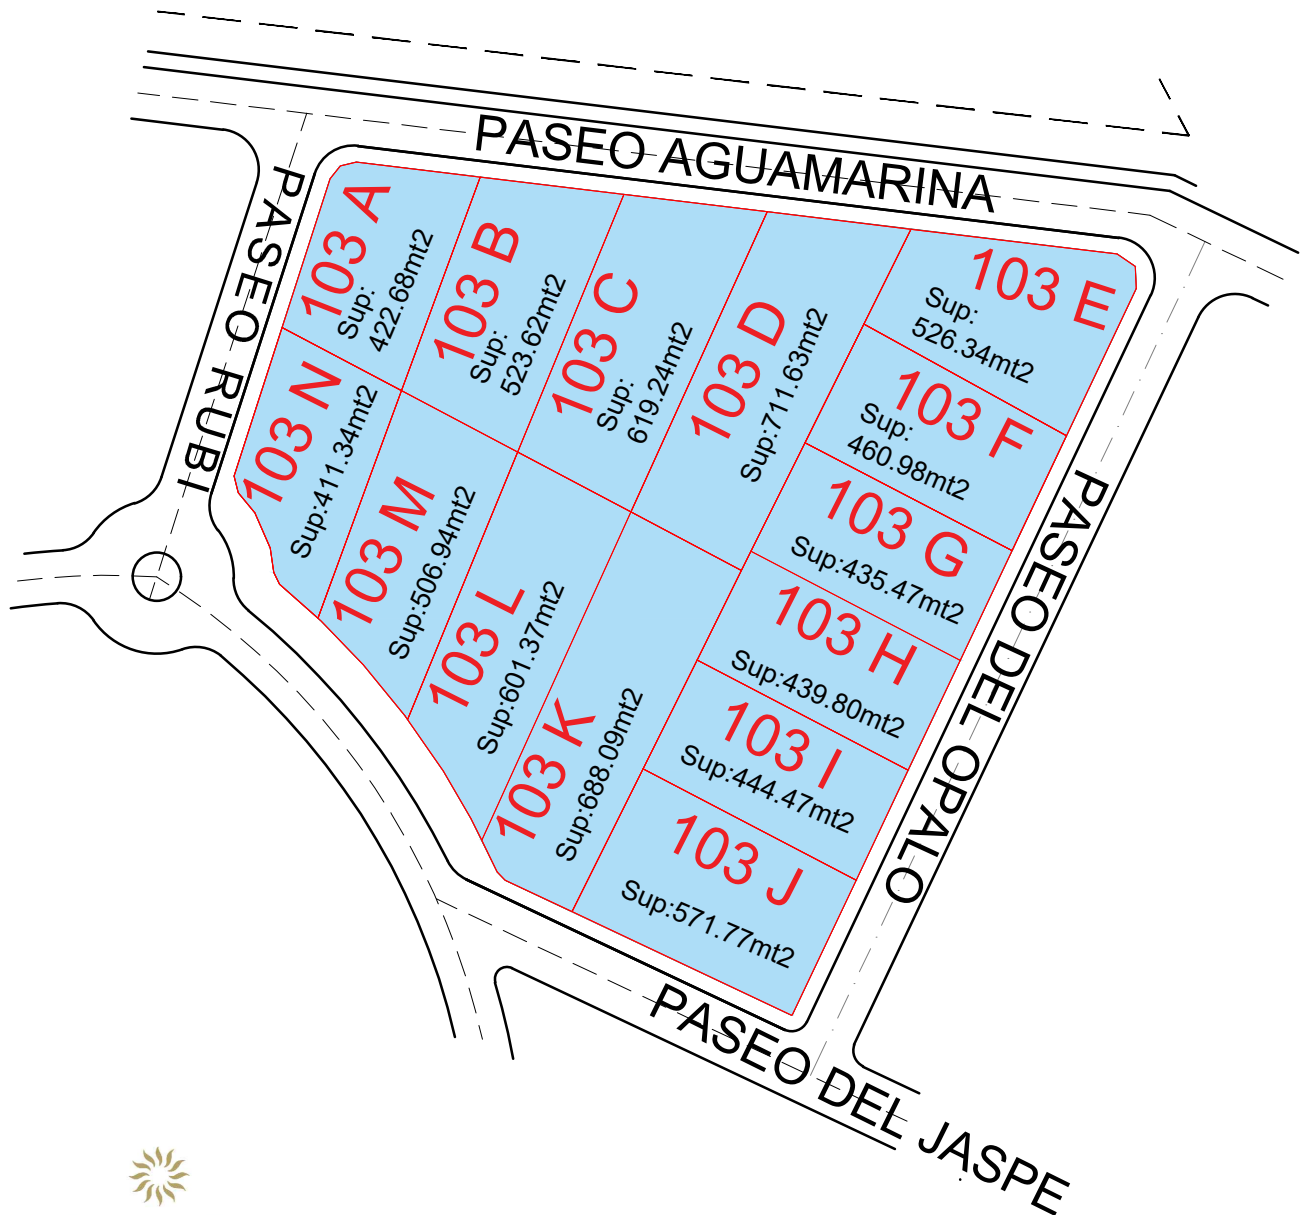 PASEO AGUAMARINA
PASEO RUBI
103 A
Sup:
422.68mt2
103 B
Sup:
523.62mt2
103 C
Sup:
619.24mt2
103 D
Sup:711.63mt2
103 E
Sup:
526.34mt2
103 F
Sup:
460.98mt2
103 G
Sup:435.47mt2
103 H
Sup:439.80mt2
103 I
Sup:444.47mt2
103 J
Sup:571.77mt2
103 K
Sup:688.09mt2
103 L
Sup:601.37mt2
103 M
Sup:506.94mt2
103 N
Sup:411.34mt2
PASEO DEL OPALO
PASEO DEL JASPE